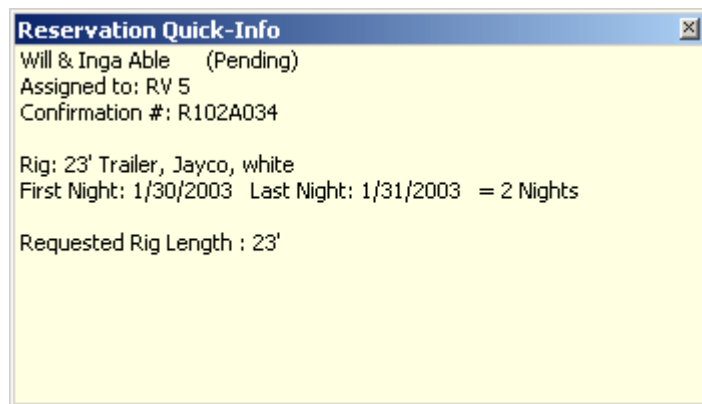 Reservation Quick-Info
Will & Inga Able (Pending)
Assigned to: RV 5
Confirmation #: R102A034
Rig: 23' Trailer, Jayco, white
First Night: 1/30/2003 Last Night: 1/31/2003 = 2 Nights
Requested Rig Length : 23'